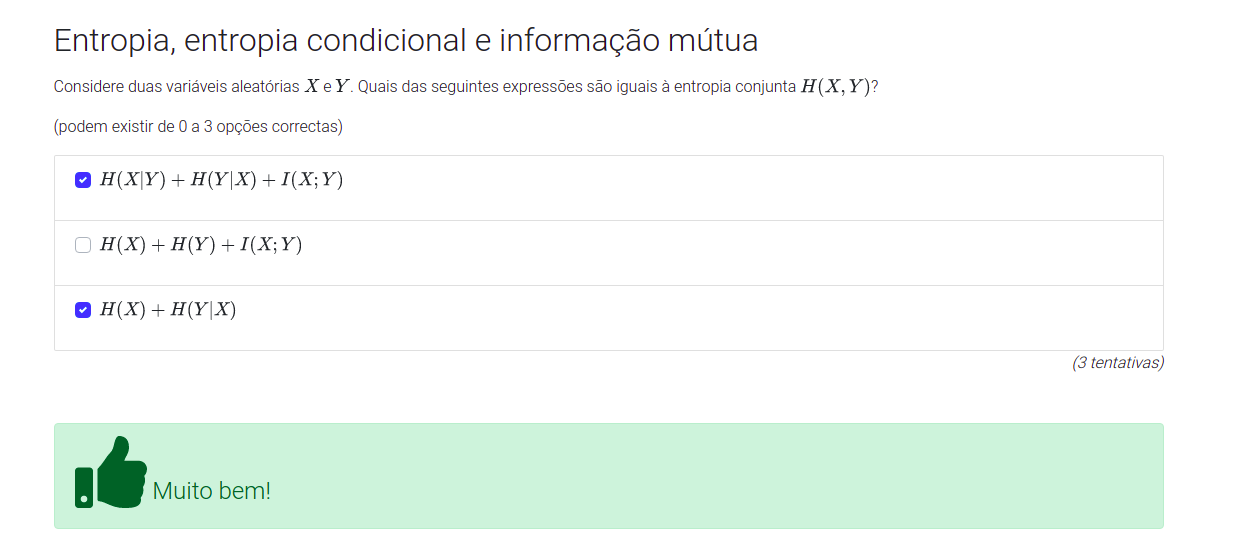 Entropia, entropia condicional e informação mútua
Considere duas variáveis aleatórias X e Y. Quais das seguintes expressões são iguais à entropia conjunta H(X, Y)?
(podem existir de 0 a 3 opções correctas)
H(X|Y) + H(Y|X) + I(X; Y)
H(X) + H(Y) + I(X; Y)
H(X) + H(Y|X)
(3 tentativas)
Muito bem!